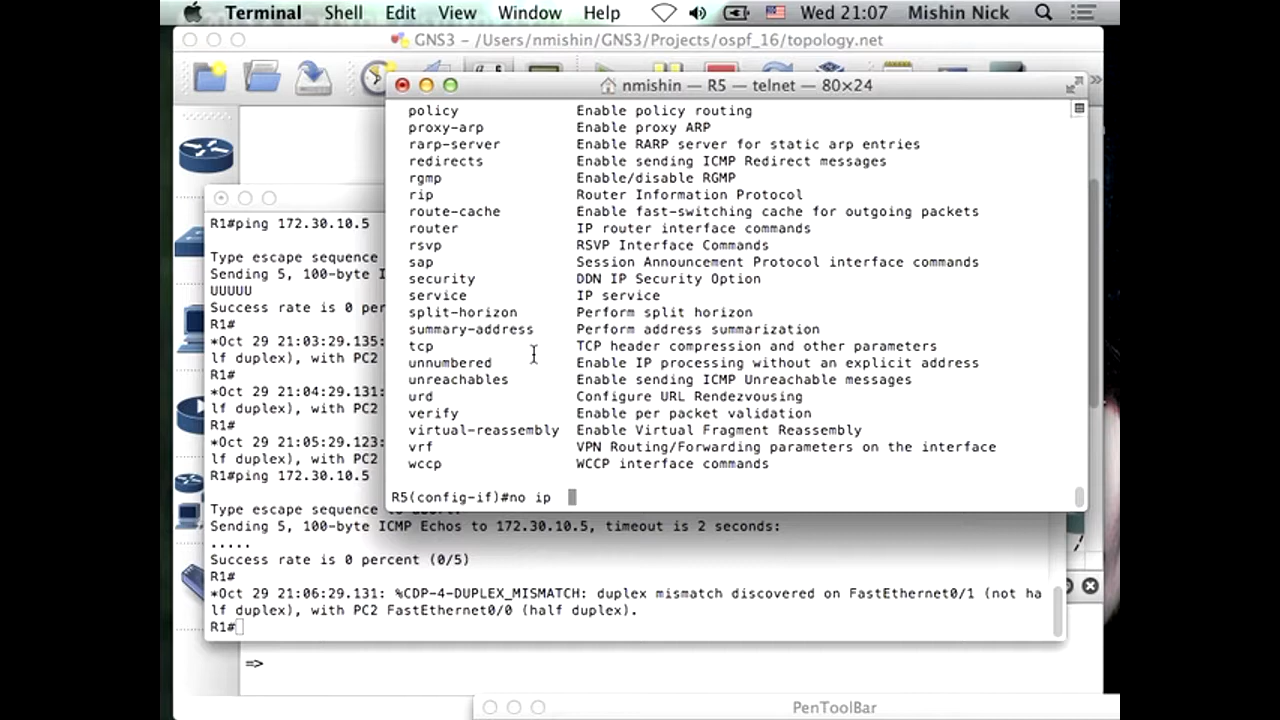 Terminal Shell Edit View Window Help Wed 21:07 Mishin Nick
GNS3 - /Users/nmishin/GNS3/Projects/ospf_16/topology.net
nmishin — R5 — telnet — 80×24
policy Enable policy routing
proxy-arp Enable proxy ARP
rarp-server Enable RARP server for static arp entries
redirects Enable sending ICMP Redirect messages
rgmp Enable/disable RGMP
rip Router Information Protocol
route-cache Enable fast-switching cache for outgoing packets
router IP router interface commands
rsvp RSVP Interface Commands
sap Session Announcement Protocol interface commands
security DDN IP Security Option
service IP service
split-horizon Perform split horizon
summary-address Perform address summarization
tcp TCP header compression and other parameters
unnumbered Enable IP processing without an explicit address
unreachables Enable sending ICMP Unreachable messages
urd Configure URL Rendezvousing
verify Enable per packet validation
virtual-reassembly Enable Virtual Fragment Reassembly
vrf VPN Routing/Forwarding parameters on the interface
wccp WCCP interface commands
R5(config-if)#no ip
R1#ping 172.30.10.5
Type escape sequence
Sending 5, 100-byte I
UUUUU
Success rate is 0 per
R1#
*Oct 29 21:03:29.135:
lf duplex), with PC2
R1#
*Oct 29 21:04:29.131:
lf duplex), with PC2
R1#
*Oct 29 21:05:29.123:
lf duplex), with PC2
R1#ping 172.30.10.5
Type escape sequence to abort.
Sending 5, 100-byte ICMP Echos to 172.30.10.5, timeout is 2 seconds:
.....
Success rate is 0 percent (0/5)
R1#
*Oct 29 21:06:29.131: %CDP-4-DUPLEX_MISMATCH: duplex mismatch discovered on FastEthernet0/1 (not ha
lf duplex), with PC2 FastEthernet0/0 (half duplex).
R1#
=>
PenToolBar